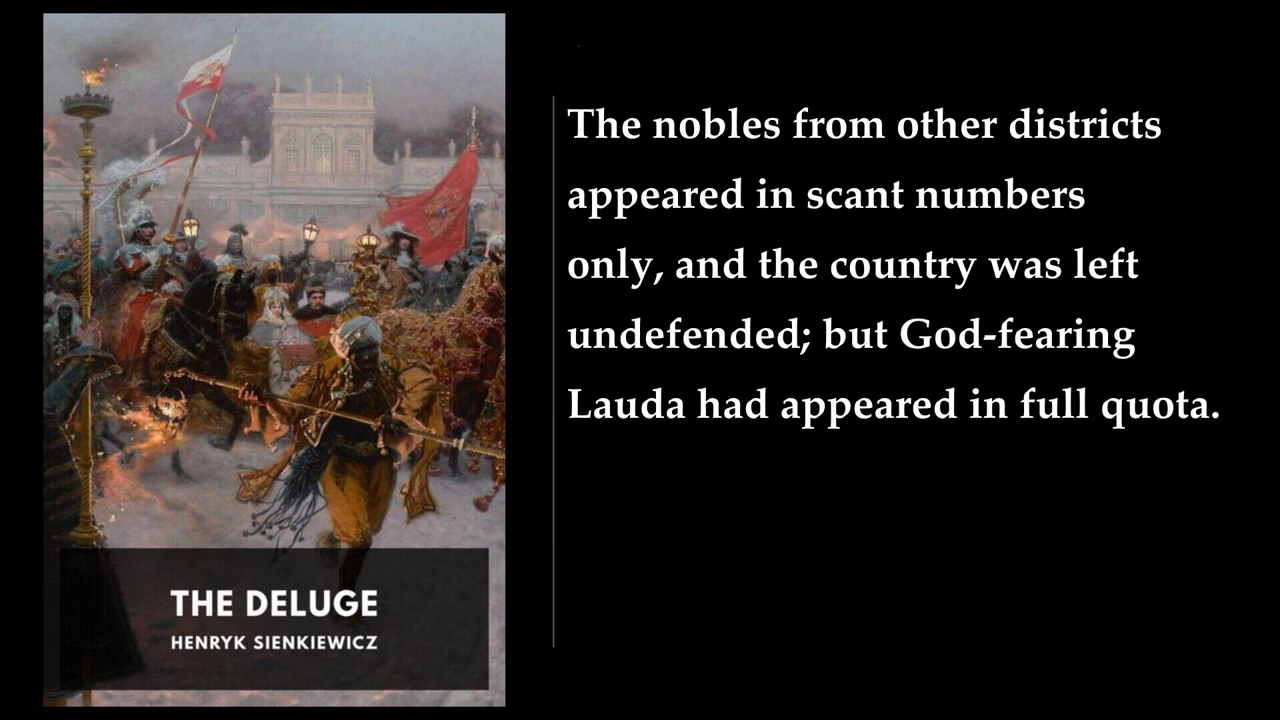 THE DELUGE
HENRYK SIENKIEWICZ
The nobles from other districts
appeared in scant numbers
only, and the country was left
undefended; but God-fearing
Lauda had appeared in full quota.